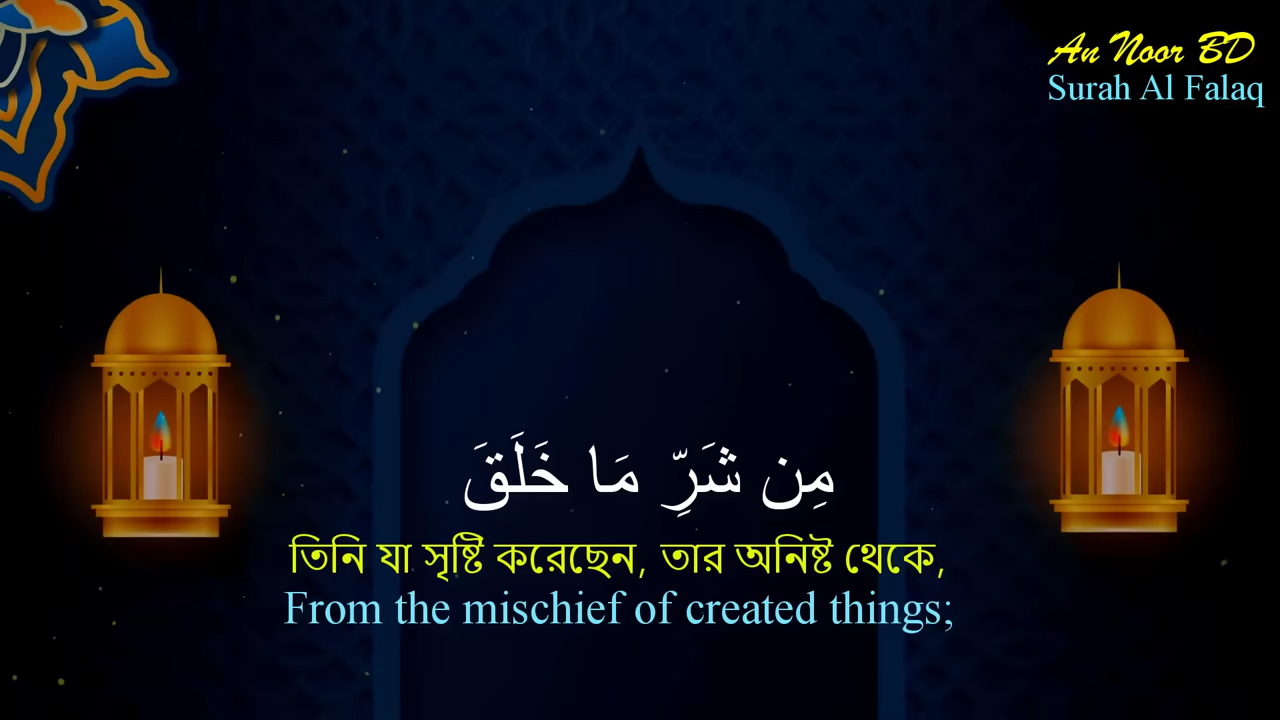 An Noor BD
Surah Al Falaq
مِن شَرِّ مَا خَلَقَ
তিনি যা সৃষ্টি করেছেন, তার অনিষ্ট থেকে,
From the mischief of created things;